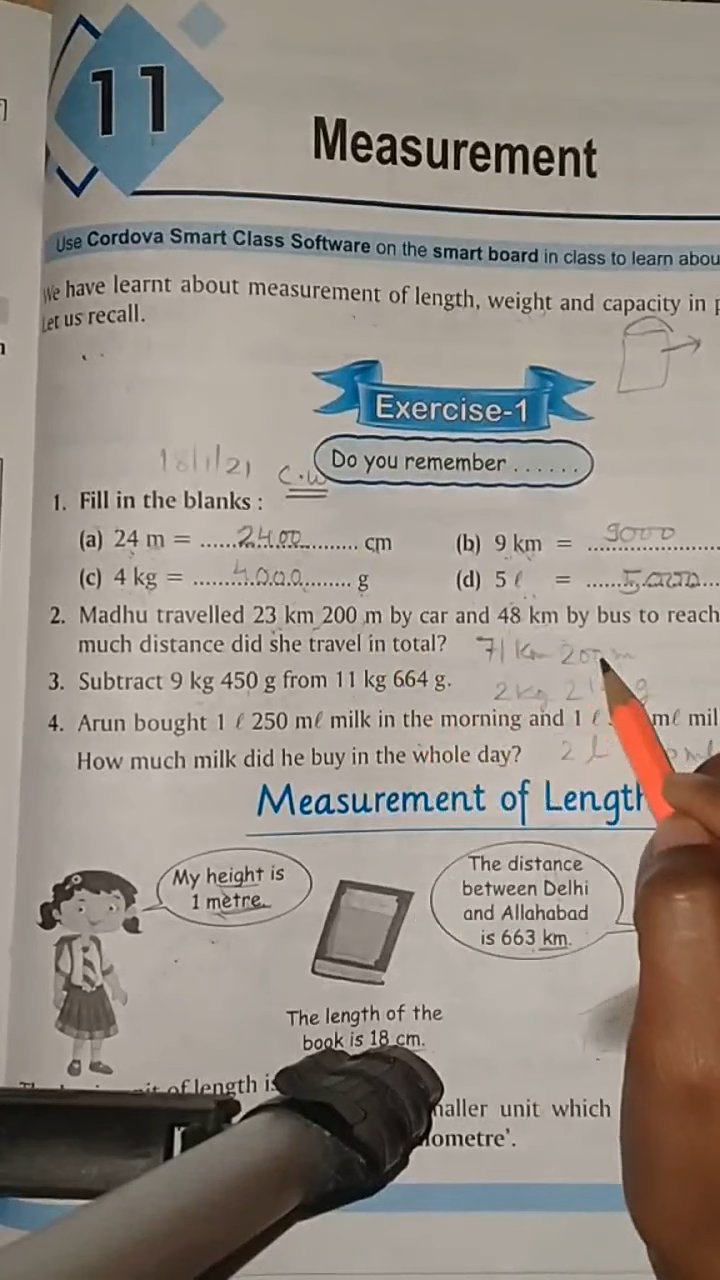 11
Measurement
Use Cordova Smart Class Software on the smart board in class to learn abou
We have learnt about measurement of length, weight and capacity in
Let us recall.
Exercise-1
18/1/21 C.W
Do you remember ......
1. Fill in the blanks :
(a) 24 m = ......2400......... cm (b) 9 km = 9000
(c) 4 kg = ........4000........ g (d) 5 ℓ = ......5000...
2. Madhu travelled 23 km 200 m by car and 48 km by bus to reach
much distance did she travel in total? 71 km 200 m
3. Subtract 9 kg 450 g from 11 kg 664 g. 2 kg g
4. Arun bought 1 ℓ 250 mℓ milk in the morning and 1 ℓ mℓ
How much milk did he buy in the whole day? 2 l ml
Measurement of Length
My height is
1 metre.
The distance
between Delhi
and Allahabad
is 663 km.
The length of the
book is 18 cm.
of length is
unit which